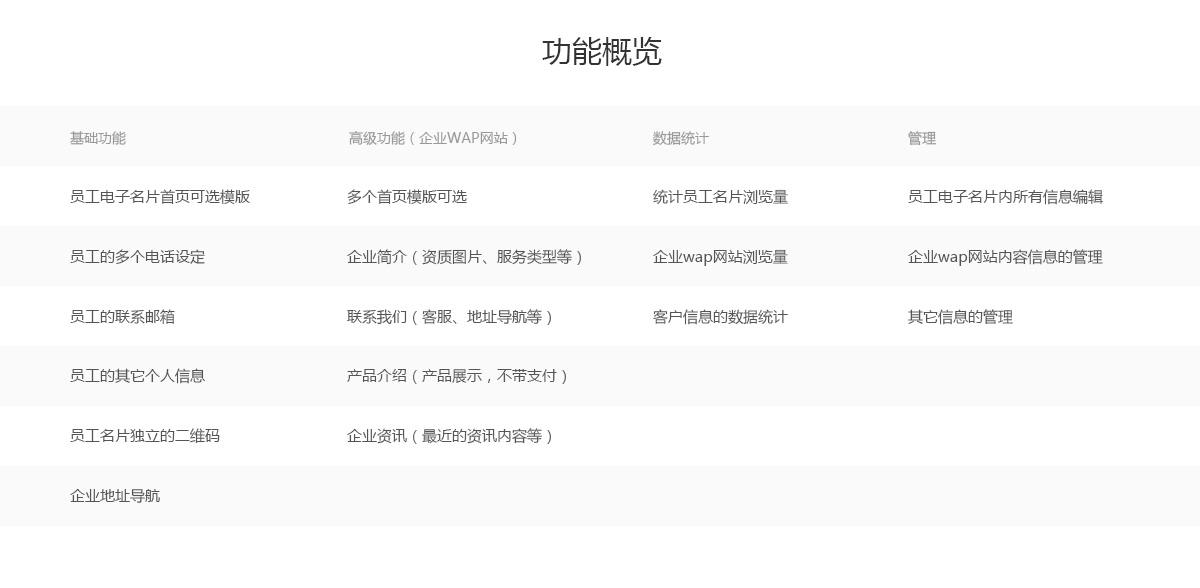 功能概览
基础功能 高级功能（企业WAP网站） 数据统计 管理
员工电子名片首页可选模版 多个首页模版可选 统计员工名片浏览量 员工电子名片内所有信息编辑
员工的多个电话设定 企业简介（资质图片、服务类型等） 企业wap网站浏览量 企业wap网站内容信息的管理
员工的联系邮箱 联系我们（客服、地址导航等） 客户信息的数据统计 其它信息的管理
员工的其它个人信息 产品介绍（产品展示，不带支付）
员工名片独立的二维码 企业资讯（最近的资讯内容等）
企业地址导航